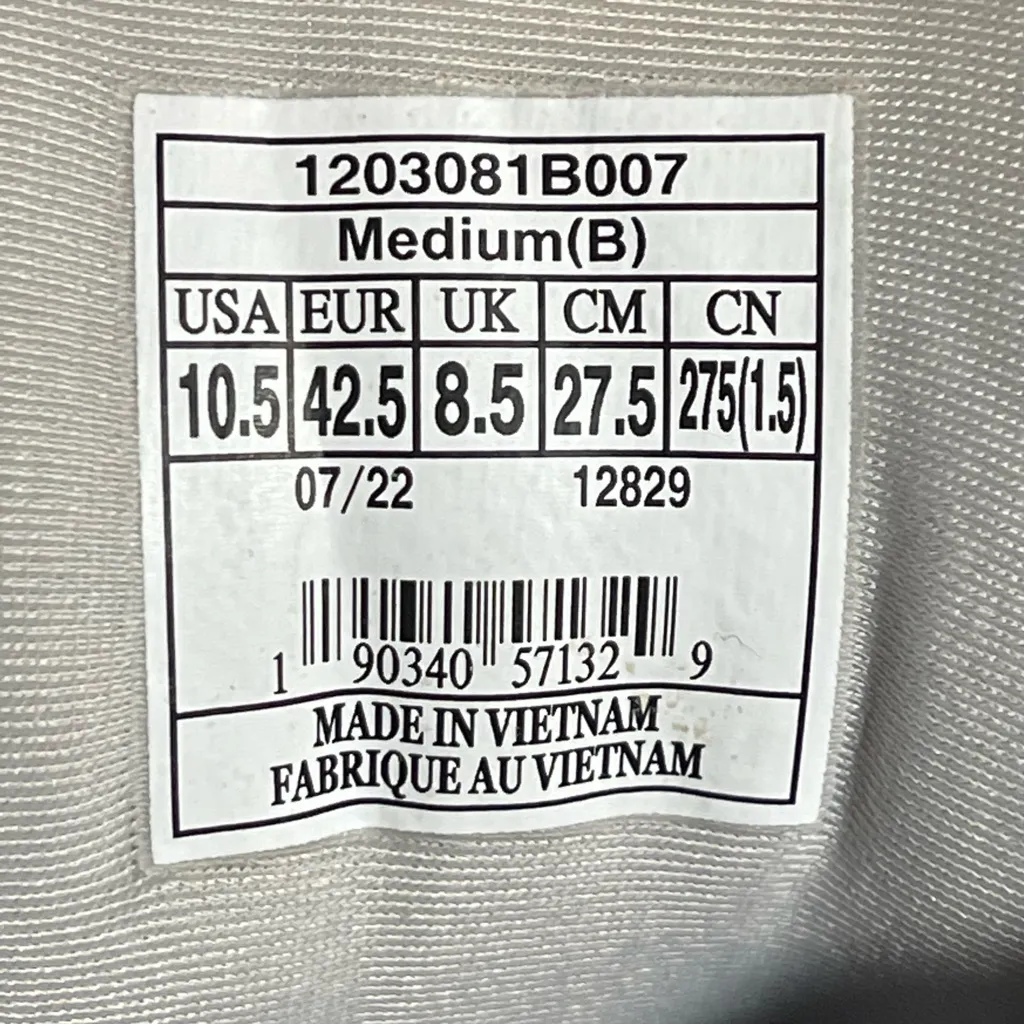 1203081B007
Medium(B)
USA EUR UK CM CN
10.5 42.5 8.5 27.5 275(1.5)
07/22 12829
1 90340 57132 9
MADE IN VIETNAM
FABRIQUE AU VIETNAM